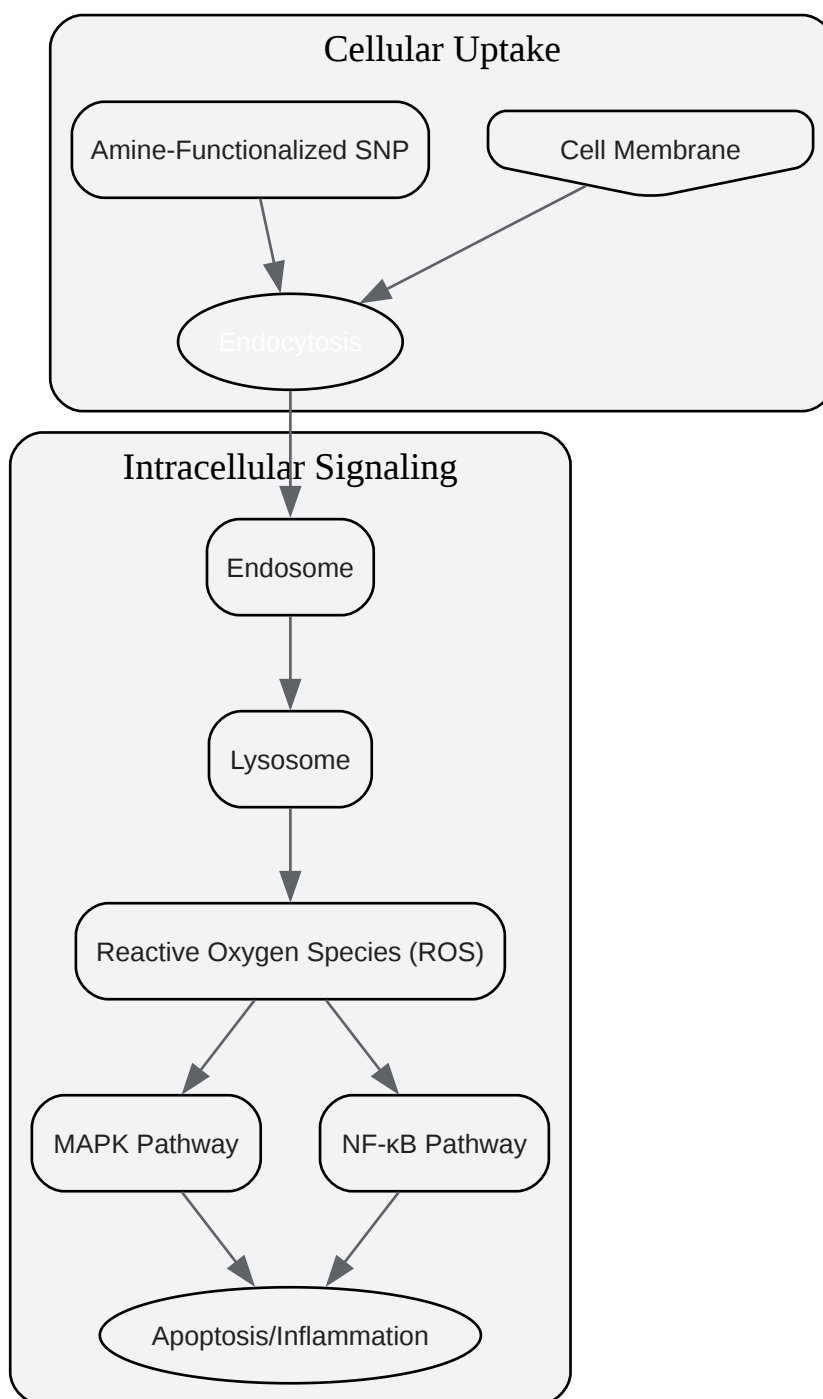 Cellular Uptake
Amine-Functionalized SNP
Cell Membrane
Endocytosis
Intracellular Signaling
Endosome
Lysosome
Reactive Oxygen Species (ROS)
MAPK Pathway
NF-κB Pathway
Apoptosis/Inflammation